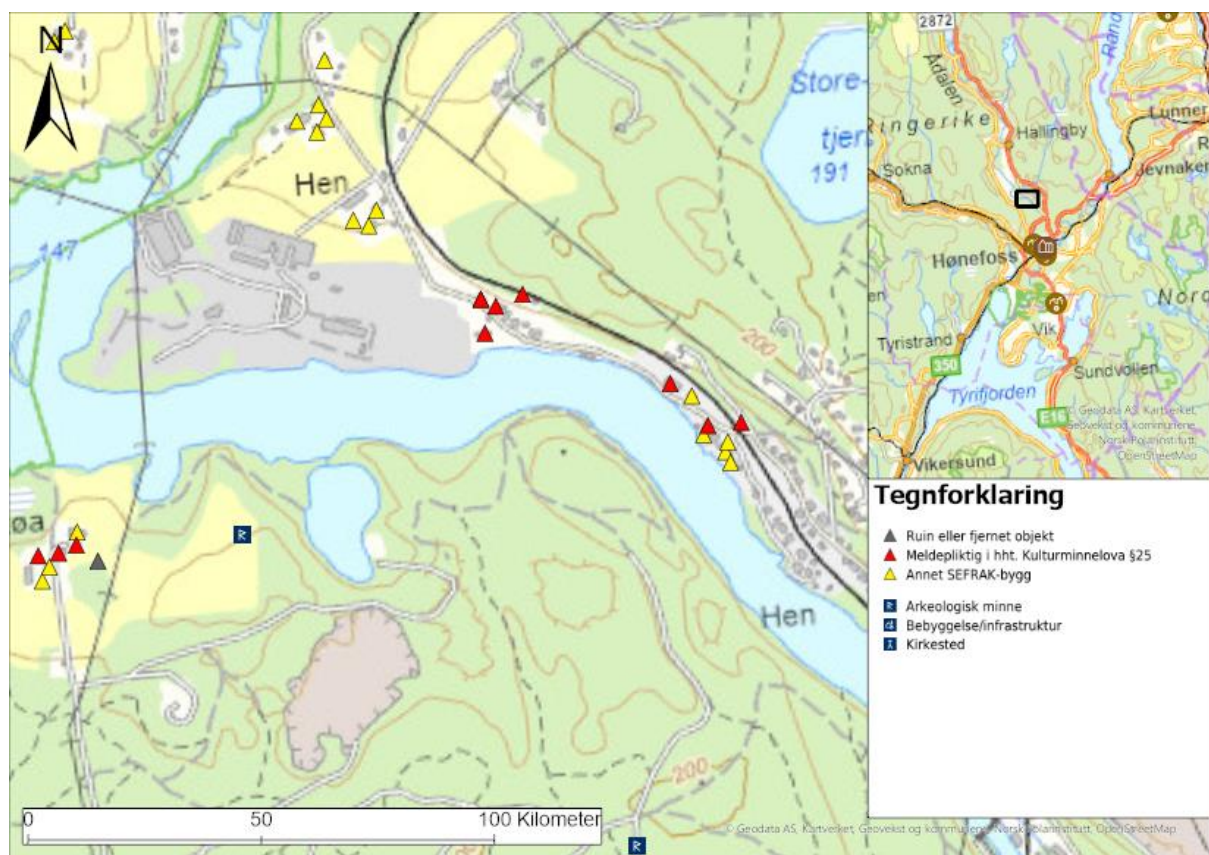 N
Hen
147
Store-
tjern
191
200
øa
Hen
200
0
50
100 Kilometer
© Geodata AS, Kartverket, Geovekst og kommunene, Norsk Polarinstitutt, OpenStreetMap
2872
Ådalen
Rand
Ringerike
Hallingby
Lunner
R
Sokna
Jevnaker
Hønefoss
en
Nord
Vik
Tyristrand
350
Sundvollen
Tyrifjorden
E16
Vikersund
© Geodata AS, Kartverket,
Geovekst og kommunene,
Norsk Polarinstitutt,
OpenStreetMap
Tegnforklaring
Ruin eller fjernet objekt
Meldepliktig i hht. Kulturminnelova §25
Annet SEFRAK-bygg
Arkeologisk minne
Bebyggelse/infrastruktur
Kirkested